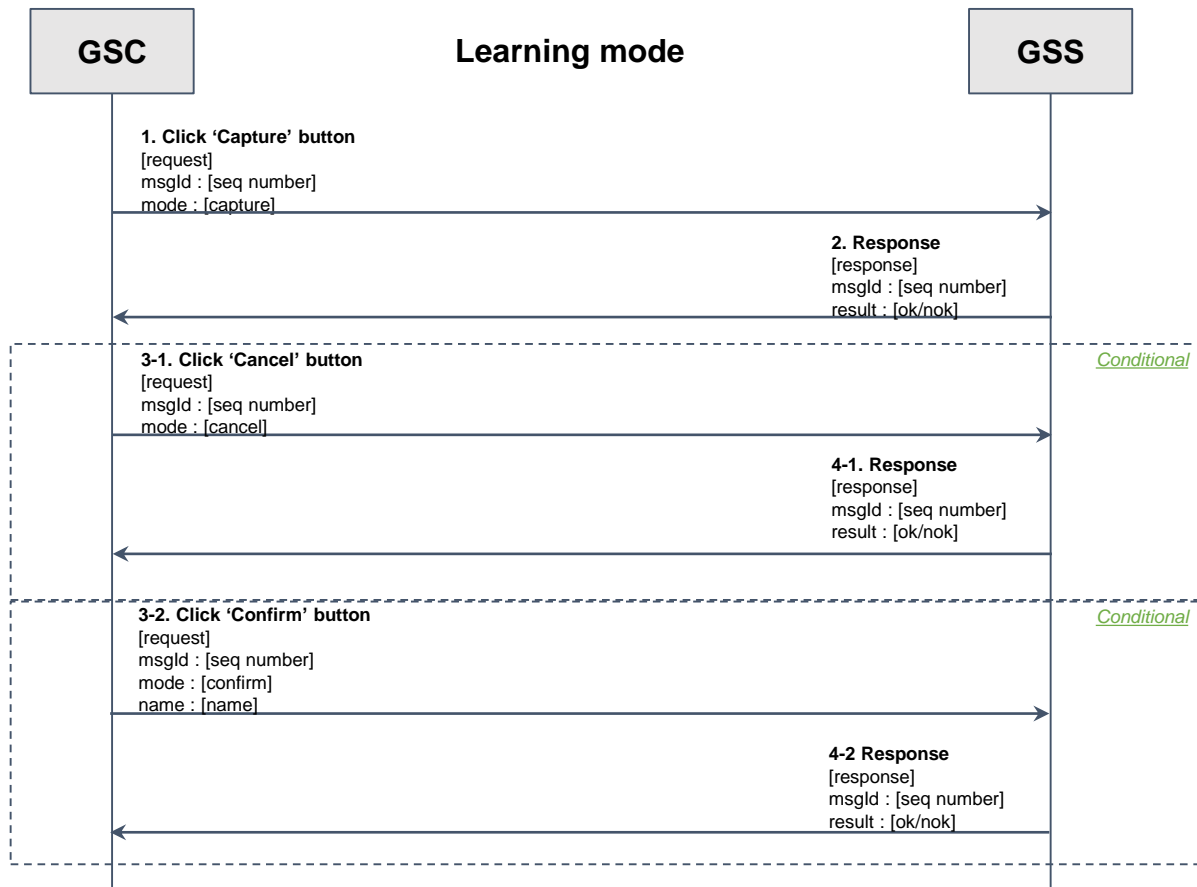 GSC
Learning mode
GSS
1. Click ‘Capture’ button
[request]
msgId : [seq number]
mode : [capture]
2. Response
[response]
msgId : [seq number]
result : [ok/nok]
Conditional
3-1. Click ‘Cancel’ button
[request]
msgId : [seq number]
mode : [cancel]
4-1. Response
[response]
msgId : [seq number]
result : [ok/nok]
Conditional
3-2. Click ‘Confirm’ button
[request]
msgId : [seq number]
mode : [confirm]
name : [name]
4-2 Response
[response]
msgId : [seq number]
result : [ok/nok]